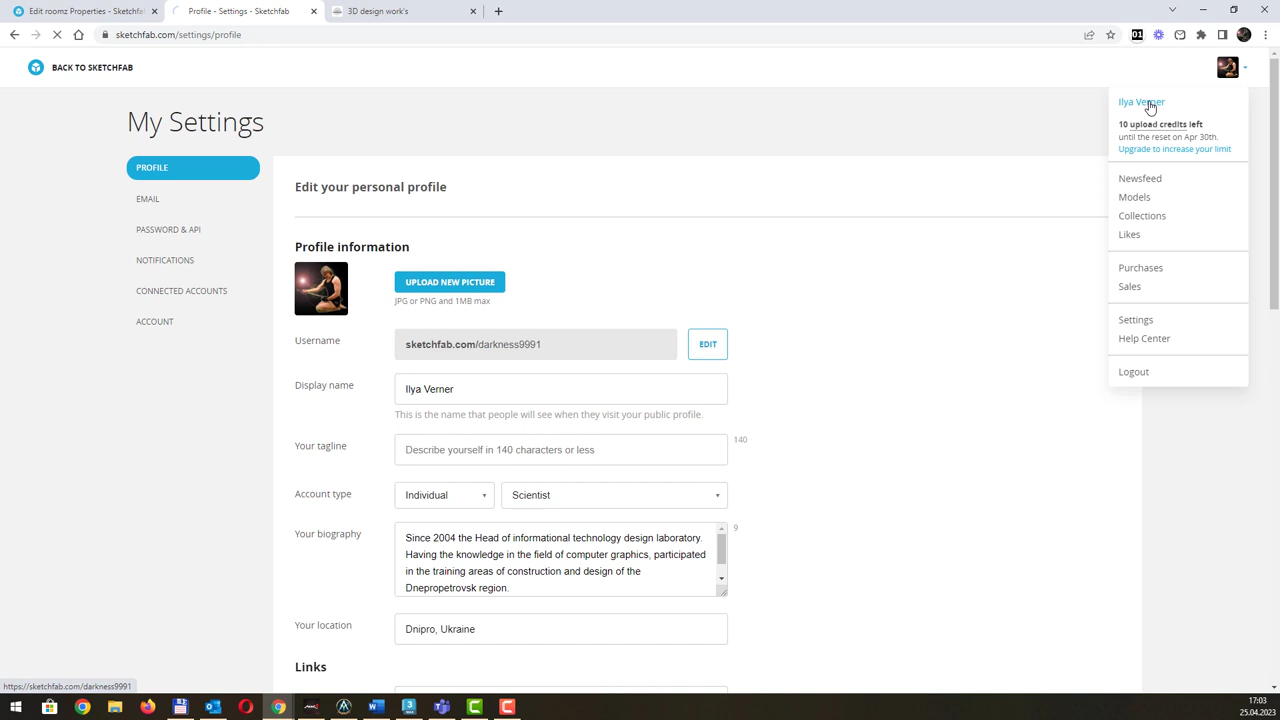 Edit roomz Properties - Sketchfab
Profile - Settings - Sketchfab
3D design work's
sketchfab.com/settings/profile
BACK TO SKETCHFAB
My Settings
PROFILE
EMAIL
PASSWORD & API
NOTIFICATIONS
CONNECTED ACCOUNTS
ACCOUNT
Edit your personal profile
Profile information
UPLOAD NEW PICTURE
JPG or PNG and 1MB max
Username
sketchfab.com/darkness9991
EDIT
Display name
Ilya Verner
This is the name that people will see when they visit your public profile.
Your tagline
Describe yourself in 140 characters or less
140
Account type
Individual
Scientist
Your biography
Since 2004 the Head of informational technology design laboratory.
Having the knowledge in the field of computer graphics, participated
in the training areas of construction and design of the
Dnepropetrovsk region.
9
Your location
Dnipro, Ukraine
Links
Ilya Verner
10 upload credits left
until the reset on Apr 30th.
Upgrade to increase your limit
Newsfeed
Models
Collections
Likes
Purchases
Sales
Settings
Help Center
Logout
https://sketchfab.com/darkness9991
17:03
25.04.2023